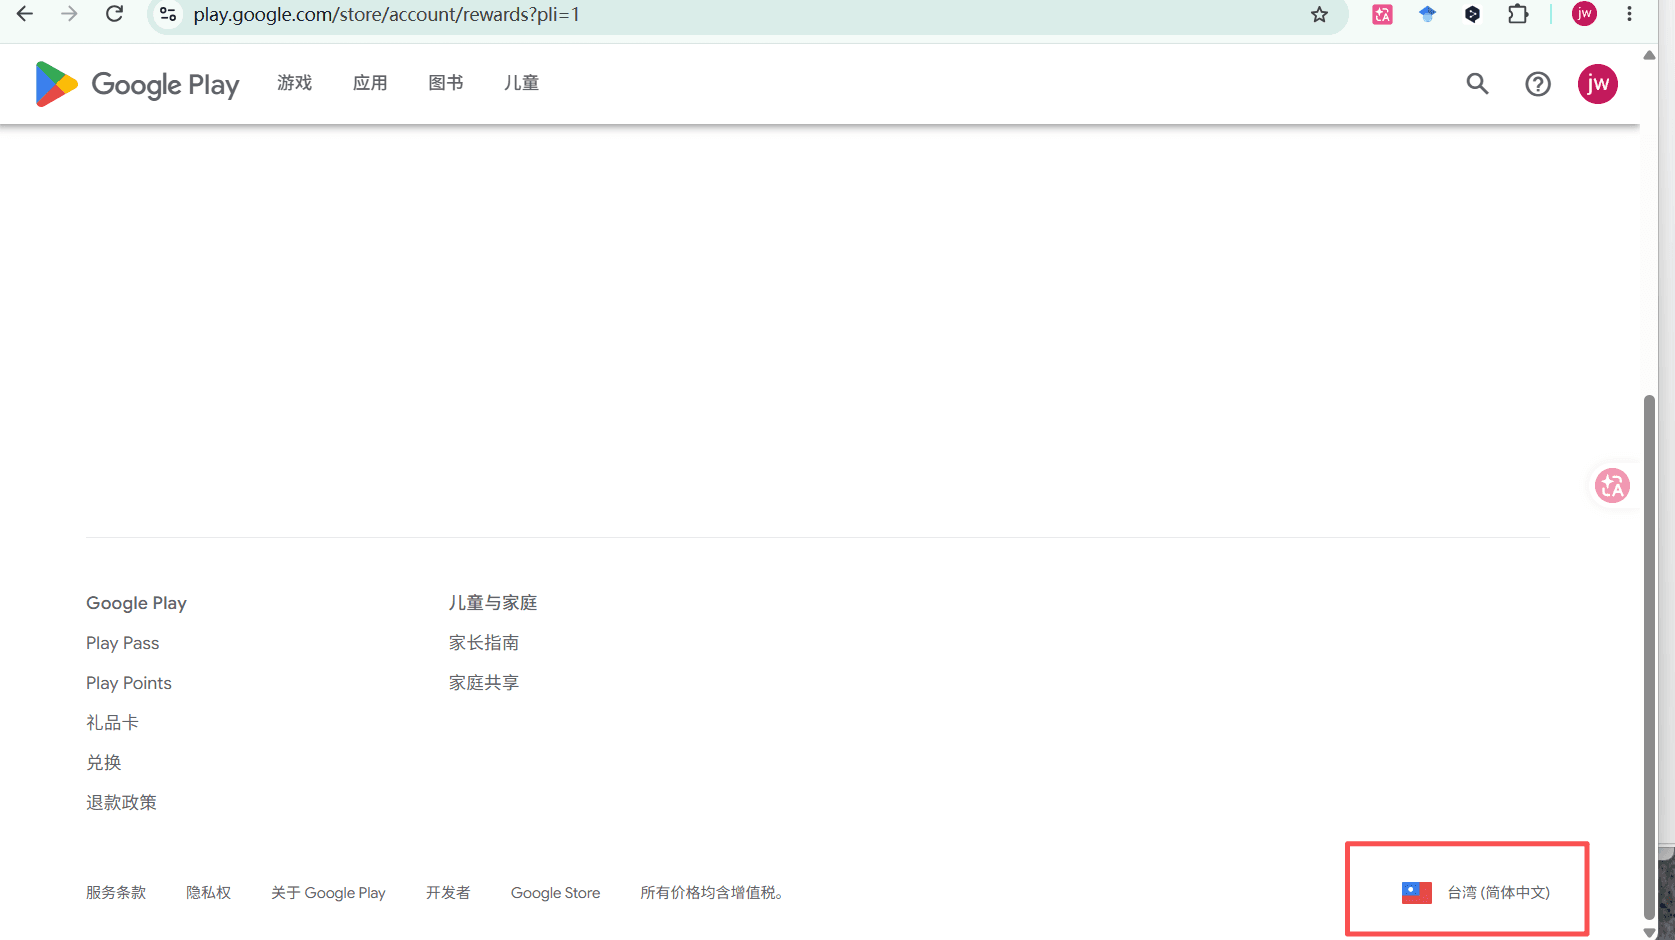 play.google.com/store/account/rewards?pli=1
jw
Google Play
游戏
应用
图书
儿童
jw
Google Play
儿童与家庭
Play Pass
家长指南
Play Points
家庭共享
礼品卡
兑换
退款政策
服务条款
隐私权
关于 Google Play
开发者
Google Store
所有价格均含增值税。
台湾 (简体中文)